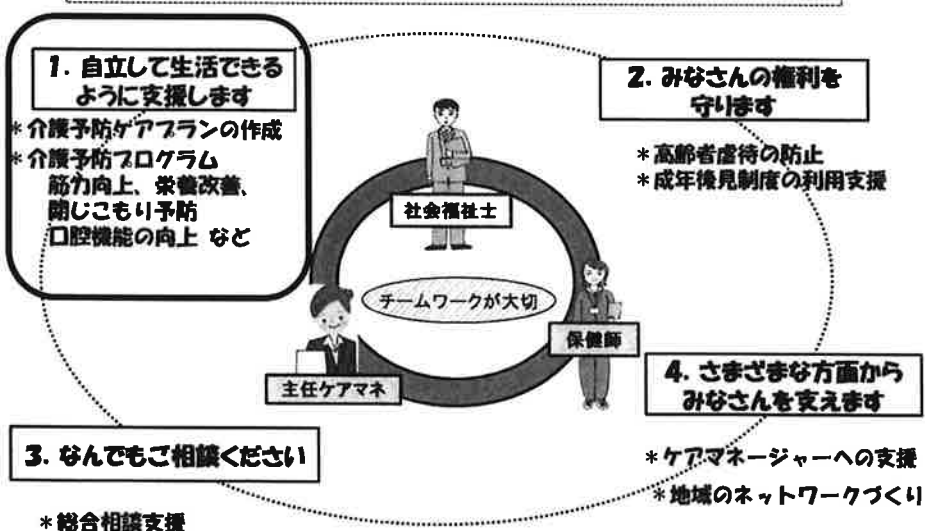 1. 自立して生活できる
ように支援します
*介護予防ケアプランの作成
*介護予防プログラム
筋力向上、栄養改善、
閉じこもり予防
口腔機能の向上 など
2. みなさんの権利を
守ります
*高齢者虐待の防止
*成年後見制度の利用支援
社会福祉士
チームワークが大切
保健師
主任ケアマネ
3. なんでもご相談ください
*総合相談支援
4. さまざまな方面から
みなさんを支えます
*ケアマネージャーへの支援
*地域のネットワークづくり